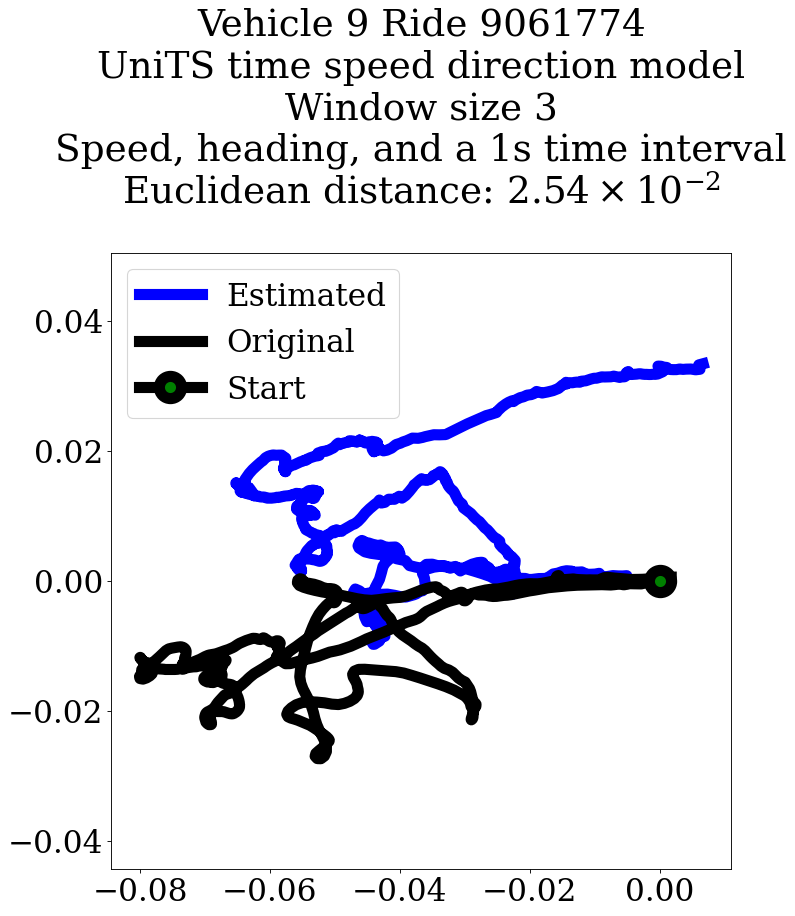 Vehicle 9 Ride 9061774
UniTS time speed direction model
Window size 3
Speed, heading, and a 1s time interval
Euclidean distance: 2.54 × 10⁻²
Estimated
Original
Start
0.04
0.02
0.00
−0.02
−0.04
−0.08 −0.06 −0.04 −0.02 0.00